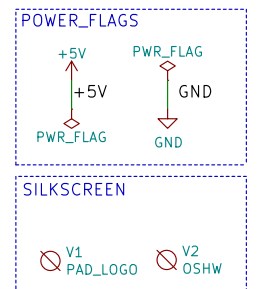 POWER_FLAGS
+5V
PWR_FLAG
+5V
GND
PWR_FLAG
GND
SILKSCREEN
V1
PAD_LOGO
V2
OSHW